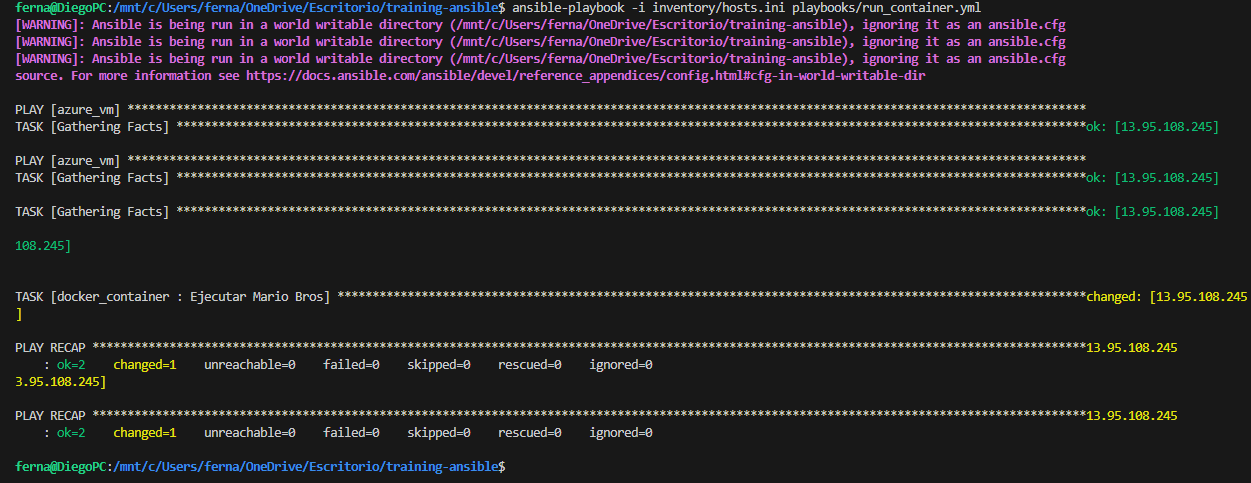 ferna@DiegoPC:/mnt/c/Users/ferna/OneDrive/Escritorio/training-ansible$ ansible-playbook -i inventory/hosts.ini playbooks/run_container.yml
[WARNING]: Ansible is being run in a world writable directory (/mnt/c/Users/ferna/OneDrive/Escritorio/training-ansible), ignoring it as an ansible.cfg
[WARNING]: Ansible is being run in a world writable directory (/mnt/c/Users/ferna/OneDrive/Escritorio/training-ansible), ignoring it as an ansible.cfg
[WARNING]: Ansible is being run in a world writable directory (/mnt/c/Users/ferna/OneDrive/Escritorio/training-ansible), ignoring it as an ansible.cfg
source. For more information see https://docs.ansible.com/ansible/devel/reference_appendices/config.html#cfg-in-world-writable-dir
PLAY [azure_vm] ****************************************************************************************************************************************
TASK [Gathering Facts] *********************************************************************************************************************************ok: [13.95.108.245]
PLAY [azure_vm] ****************************************************************************************************************************************
TASK [Gathering Facts] *********************************************************************************************************************************ok: [13.95.108.245]
TASK [Gathering Facts] *********************************************************************************************************************************ok: [13.95.108.245]
108.245]
TASK [docker_container : Ejecutar Mario Bros] **********************************************************************************************************changed: [13.95.108.245
]
PLAY RECAP *********************************************************************************************************************************************13.95.108.245
: ok=2    changed=1    unreachable=0    failed=0    skipped=0    rescued=0    ignored=0
3.95.108.245]
PLAY RECAP *********************************************************************************************************************************************13.95.108.245
: ok=2    changed=1    unreachable=0    failed=0    skipped=0    rescued=0    ignored=0
ferna@DiegoPC:/mnt/c/Users/ferna/OneDrive/Escritorio/training-ansible$